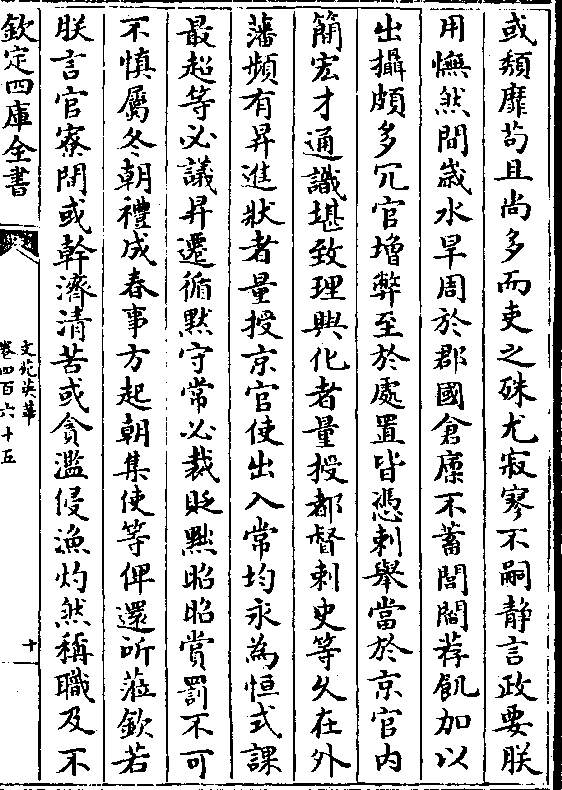 或頽靡苟且尚多而吏之殊尤寂寥不嗣静言政要朕
用憮然間歳水旱周於郡國倉廩不蓄閭閻荐飢加以
出攝頗多冗官增弊至於處置皆憑刺舉當於京官内
簡宏才通識堪致理興化者量授都督刺史等久在外
藩頻有昇進狀者量授京官使出入常均永為恒式課
最超等必議昇遷循黙守常必裁貶黜昭昭賞罰不可
不慎屬冬朝禮成春事方起朝集使等俾還所蒞欽若
朕言官寮間或幹濟清苦或貪濫侵漁灼然稱職及不
欽定四庫全書
文苑英華
卷四百六十五
十